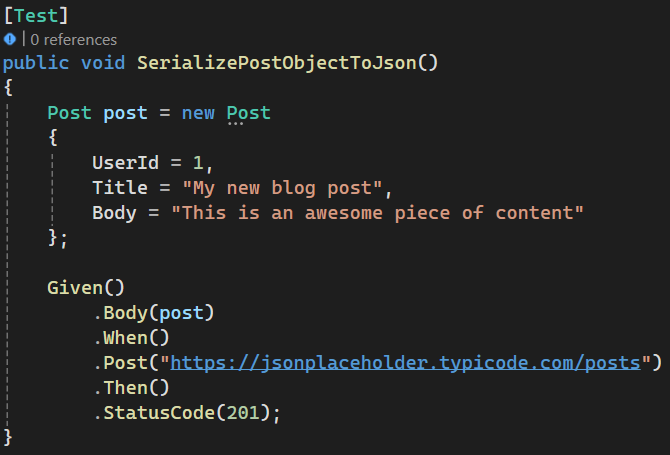 [Test]
| 0 references
public void SerializePostObjectToJson()
{
    Post post = new Post
    {
        UserId = 1,
        Title = "My new blog post",
        Body = "This is an awesome piece of content"
    };

    Given()
        .Body(post)
        .When()
        .Post("https://jsonplaceholder.typicode.com/posts")
        .Then()
        .StatusCode(201);
}